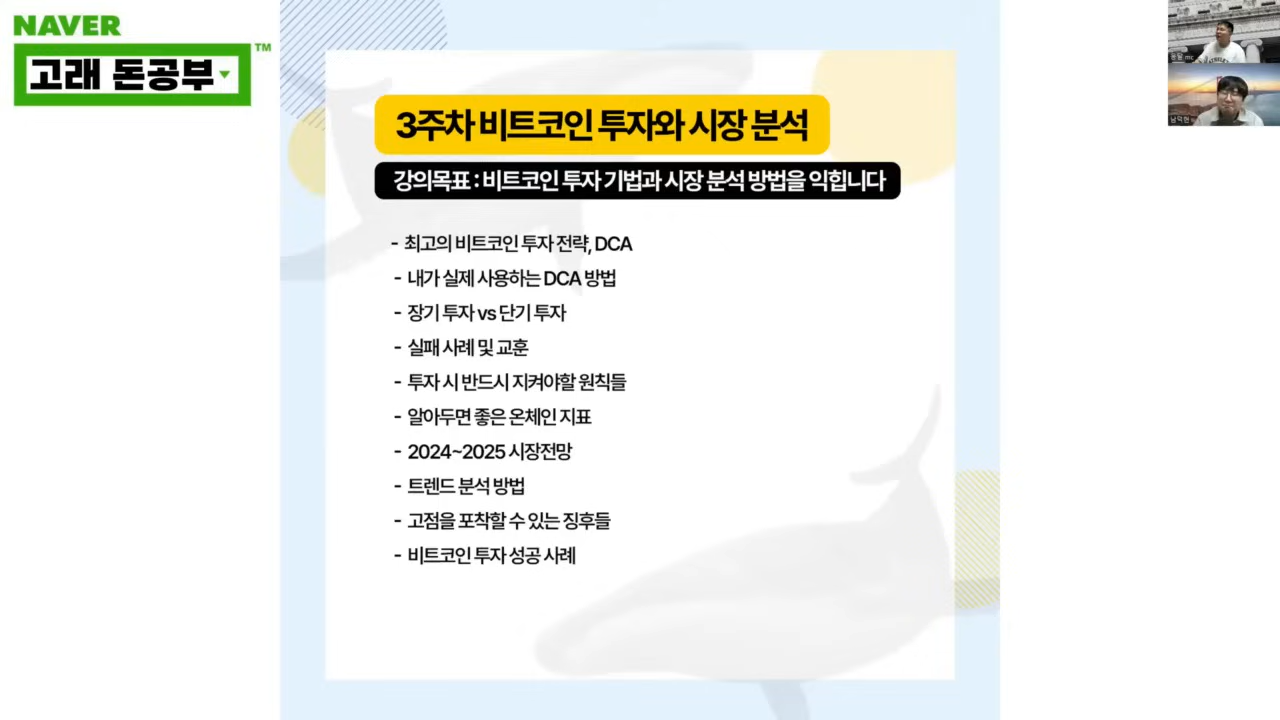 NAVER
고래 돈공부
TM
3주차 비트코인 투자와 시장 분석
강의목표 : 비트코인 투자 기법과 시장 분석 방법을 익힙니다
- 최고의 비트코인 투자 전략, DCA
- 내가 실제 사용하는 DCA 방법
- 장기 투자 vs 단기 투자
- 실패 사례 및 교훈
- 투자 시 반드시 지켜야할 원칙들
- 알아두면 좋은 온체인 지표
- 2024~2025 시장전망
- 트렌드 분석 방법
- 고점을 포착할 수 있는 징후들
- 비트코인 투자 성공 사례